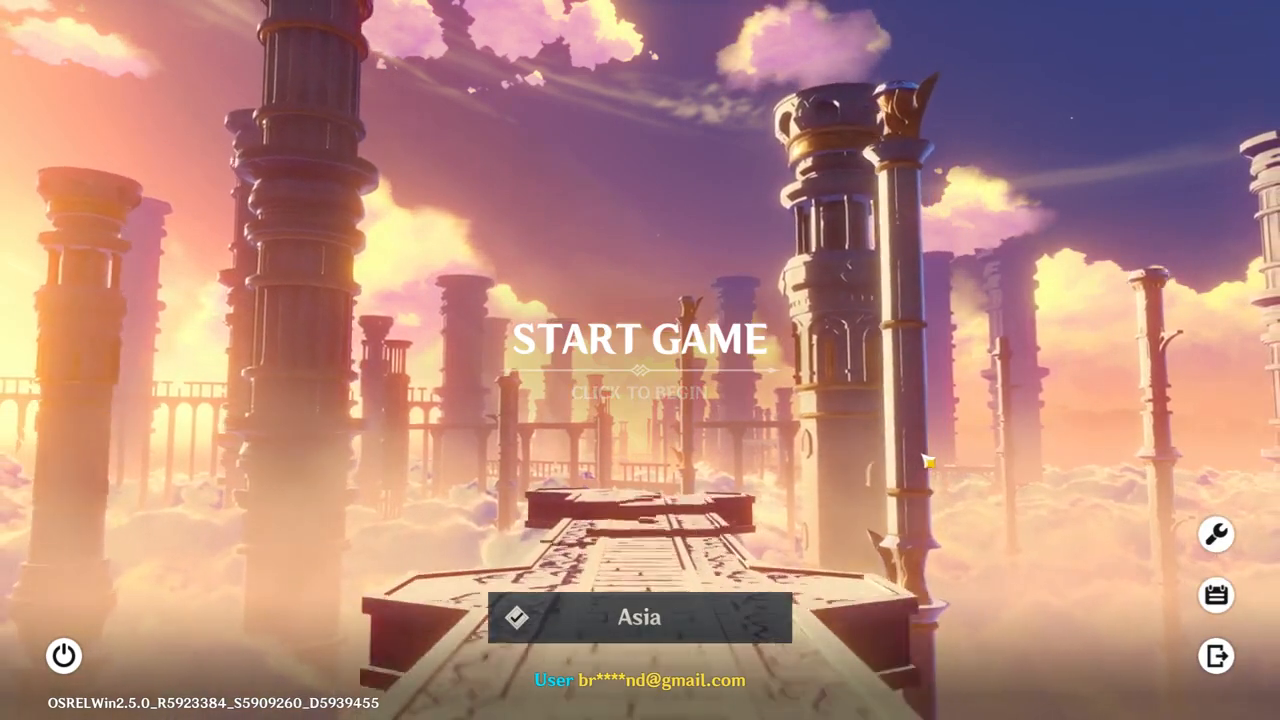 START GAME
CLICK TO BEGIN
Asia
User br****nd@gmail.com
OSRELWin2.5.0_R5923384_S5909260_D5939455